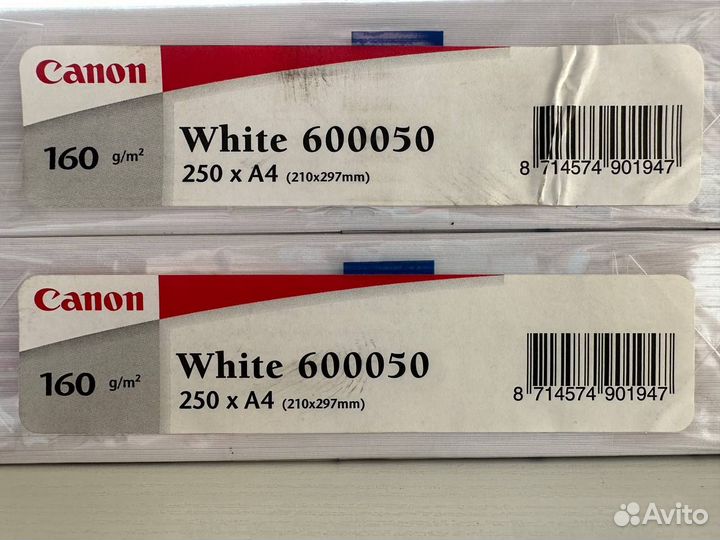 Canon
160 g/m²
White 600050
250 x A4 (210x297mm)
8 714574 901947
Canon
160 g/m²
White 600050
250 x A4 (210x297mm)
8 714574 901947
Avito